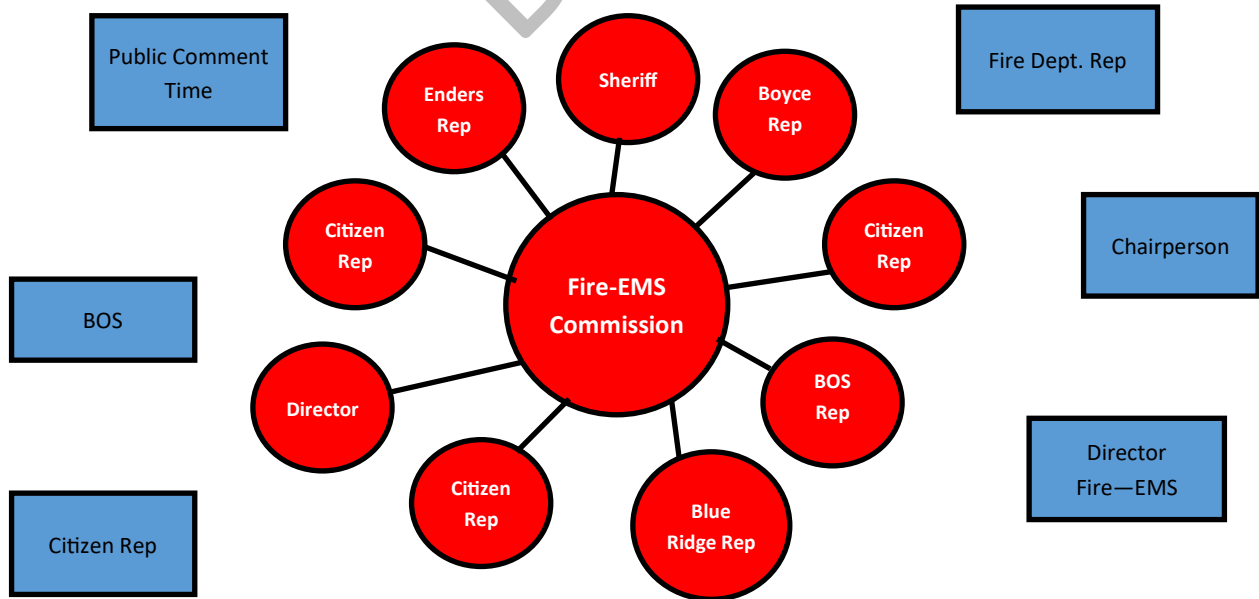 Public Comment
Time
Enders
Rep
Sheriff
Boyce
Rep
Fire Dept. Rep
Citizen
Rep
Citizen
Rep
Chairperson
Fire-EMS
Commission
BOS
Director
BOS
Rep
Citizen
Rep
Blue
Ridge Rep
Director
Fire—EMS
Citizen Rep